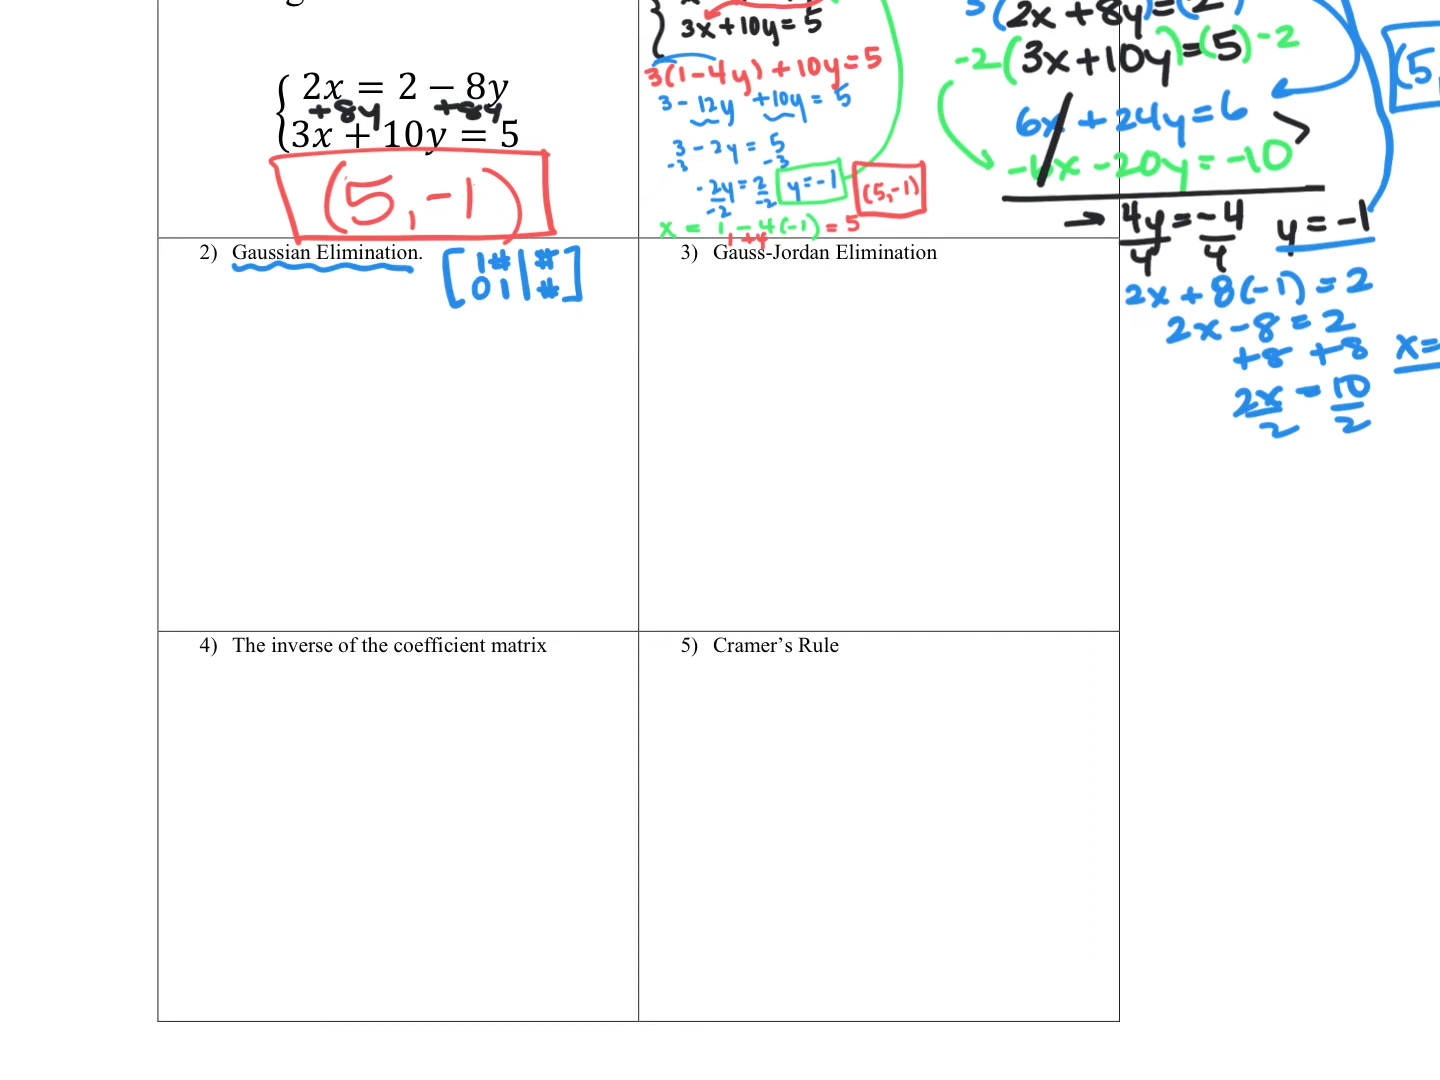 3x + 10y = 5
2x = 2 − 8y
+8y +8y
3x + 10y = 5
(5, -1)
3(1-4y) + 10y = 5
3 - 12y + 10y = 5
3 - 2y = 5
-3 -3
-2y = 2
-2 -2
y = -1
(5, -1)
x = 1 - 4(-1) = 5
1 + 4
3(2x + 8y) = (2)
-2(3x + 10y) = (5) -2
6x + 24y = 6
-6x - 20y = -10
4y = -4
4 4
y = -1
2x + 8(-1) = 2
2x - 8 = 2
+8 +8
2x = 10
2 2
x =
(5,
2) Gaussian Elimination.
[1 # | #
0 1 | #]
3) Gauss-Jordan Elimination
4) The inverse of the coefficient matrix
5) Cramer’s Rule